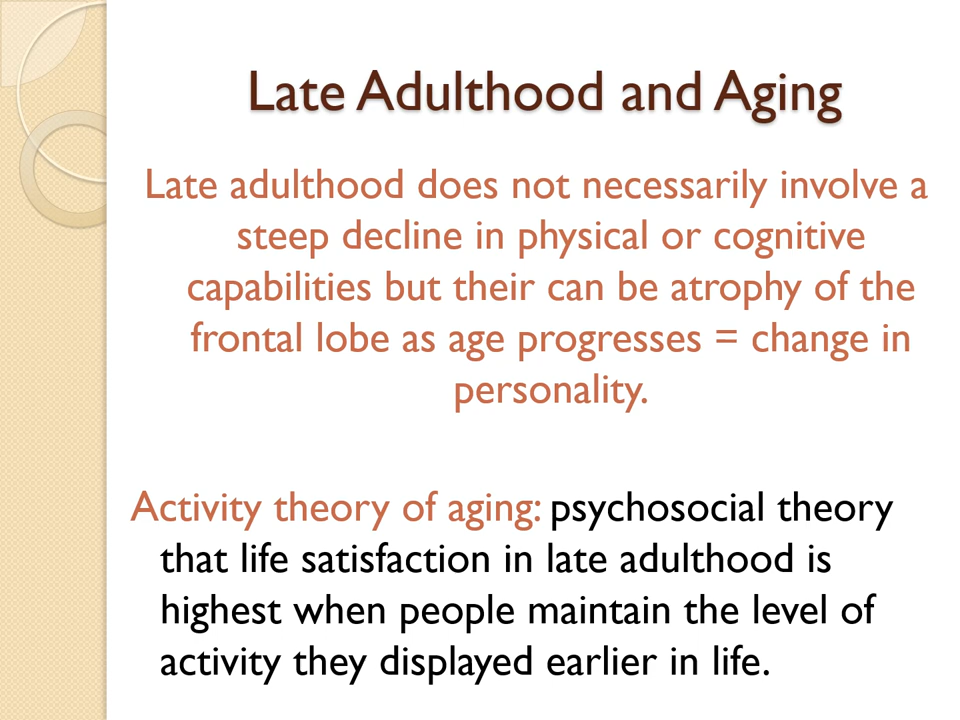 Late Adulthood and Aging
Late adulthood does not necessarily involve a
steep decline in physical or cognitive
capabilities but their can be atrophy of the
frontal lobe as age progresses = change in
personality.
Activity theory of aging: psychosocial theory
that life satisfaction in late adulthood is
highest when people maintain the level of
activity they displayed earlier in life.